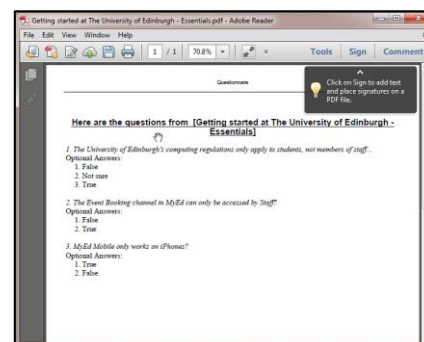 Getting started at The University of Edinburgh - Essentials.pdf - Adobe Reader
File Edit View Window Help
1 / 1 70.8% Tools Sign Comment
Questionnaire
Click on Sign to add text
and place signatures on a
PDF file.
Here are the questions from [Getting started at The University of Edinburgh -
Essentials]
1. The University of Edinburgh's computing regulations only apply to students, not members of staff...
Optional Answers:
1. False
2. Not sure
3. True
2. The Event Booking channel in MyEd can only be accessed by Staff?
Optional Answers:
1. False
2. True
3. MyEd Mobile only works on iPhones?
Optional Answers:
1. True
2. False